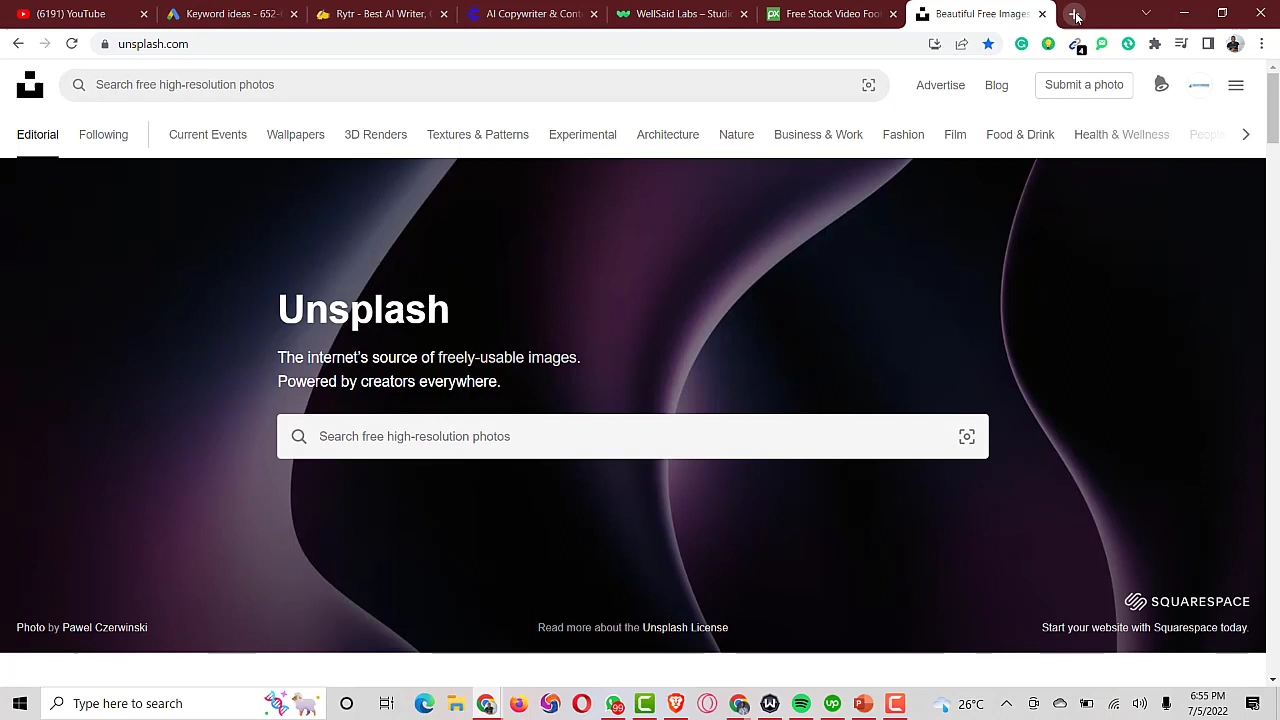 (6191) YouTube
Keyword ideas - 652-
Rytr - Best AI Writer, C
AI Copywriter & Cont
WellSaid Labs – Studi
Free Stock Video Foot
Beautiful Free Images
unsplash.com
4
Search free high-resolution photos
Advertise
Blog
Submit a photo
Editorial
Following
Current Events
Wallpapers
3D Renders
Textures & Patterns
Experimental
Architecture
Nature
Business & Work
Fashion
Film
Food & Drink
Health & Wellness
People
Unsplash
The internet's source of freely-usable images.
Powered by creators everywhere.
Search free high-resolution photos
SQUARESPACE
Photo by Pawel Czerwinski
Read more about the Unsplash License
Start your website with Squarespace today.
Type here to search
99
26°C
6:55 PM
7/5/2022